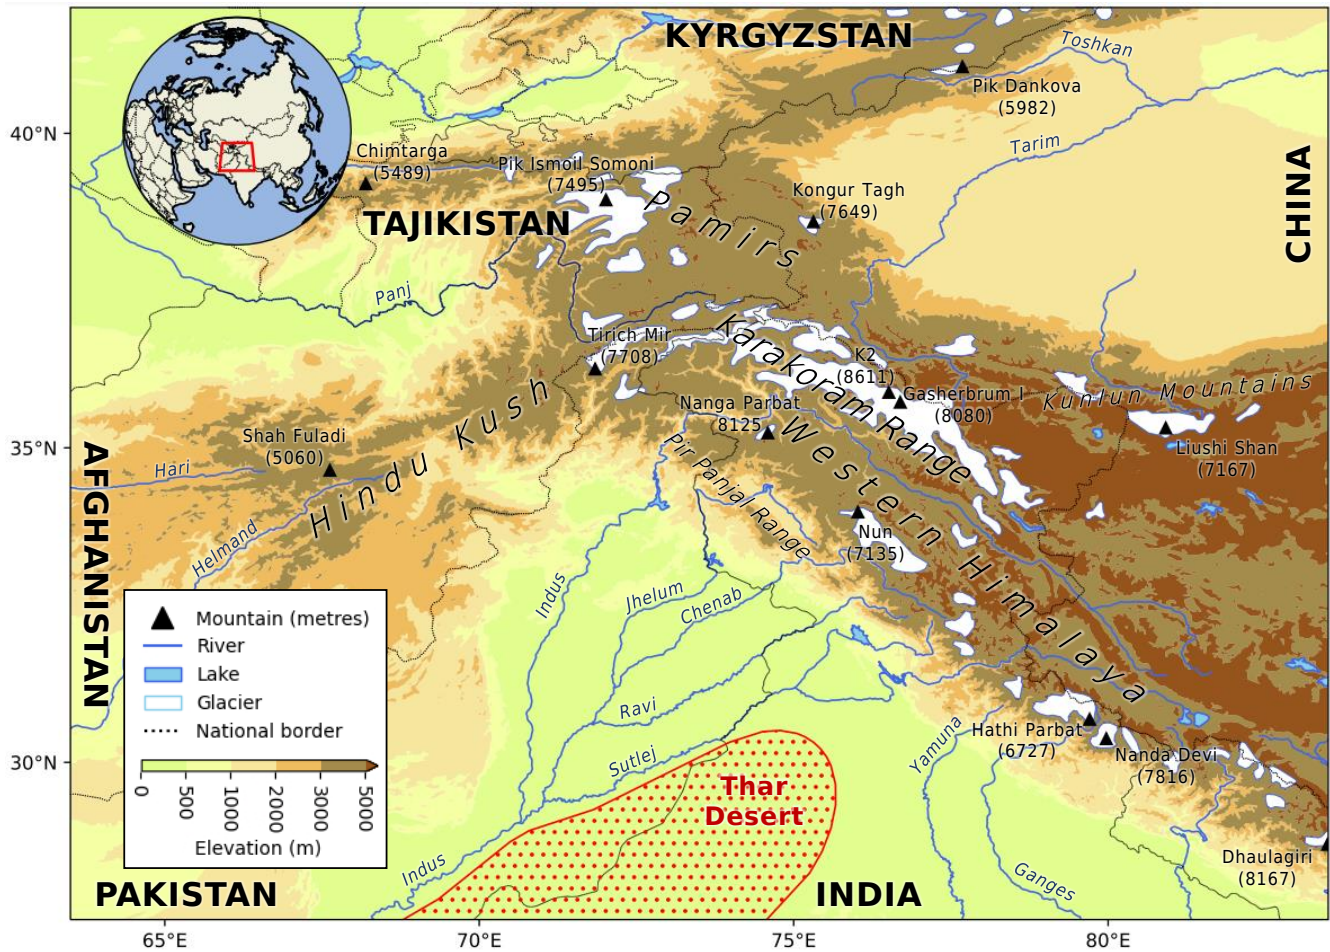 KYRGYZSTAN
Toshkan
Pik Dankova
(5982)
40°N
Chimtarga
(5489)
Pik Ismoil Somoni
(7495)
Tarim
Kongur Tagh
(7649)
CHINA
TAJIKISTAN
Pamirs
Panj
Tirich Mir
(7708)
Karakoram Range
K2
(8611)
Gasherbrum I
(8080)
Kunlun Mountains
Nanga Parbat
8125
Hindu Kush
Shah Fuladi
(5060)
35°N
Hari
Liushi Shan
(7167)
Pir Panjal Range
Western Himalaya
AFGHANISTAN
Helmand
Nun
(7135)
Indus
Jhelum
Chenab
Mountain (metres)
River
Lake
Glacier
National border
0
500
1000
2000
3000
5000
Elevation (m)
Ravi
Sutlej
Yamuna
Hathi Parbat
(6727)
Nanda Devi
(7816)
30°N
Thar
Desert
Indus
Ganges
Dhaulagiri
(8167)
PAKISTAN
INDIA
65°E
70°E
75°E
80°E